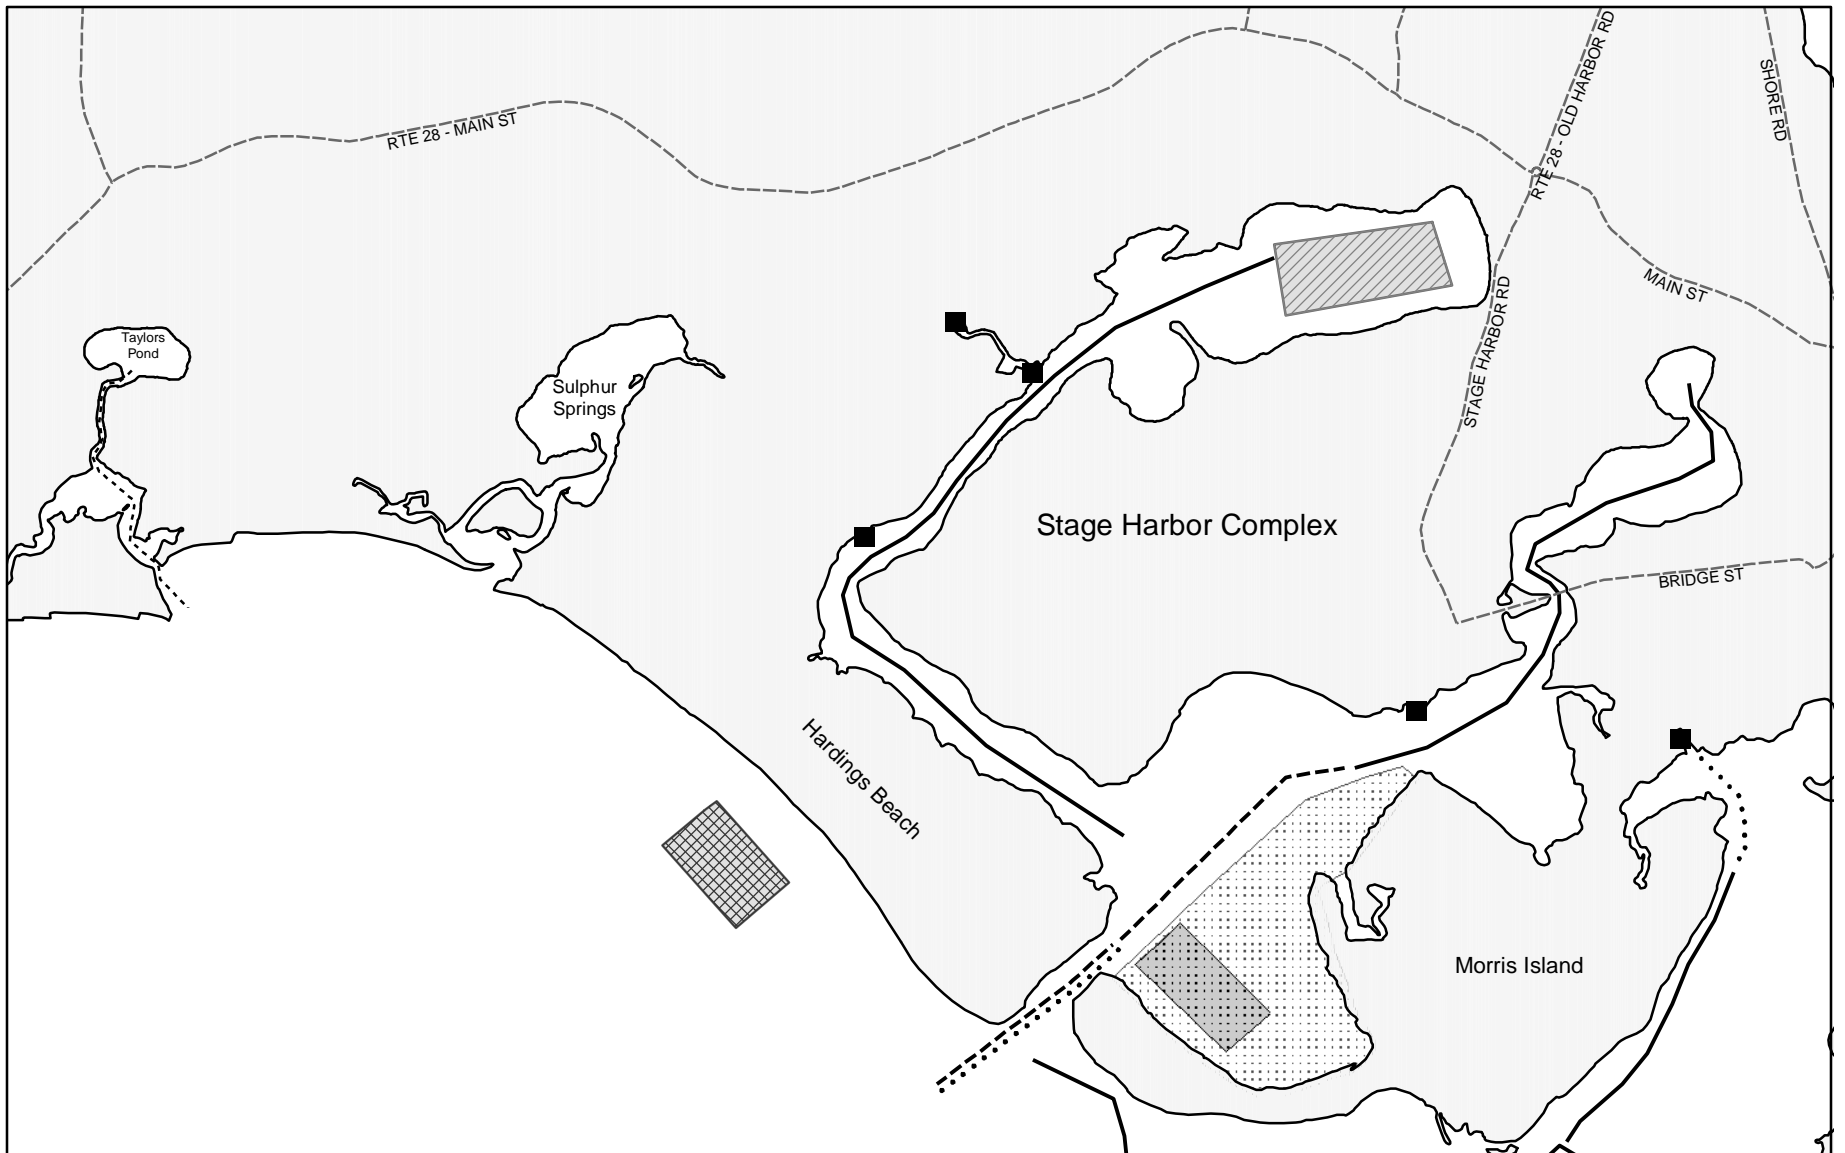 RTE 28 - OLD HARBOR RD
SHORE RD
RTE 28 - MAIN ST
MAIN ST
STAGE HARBOR RD
Taylors
Pond
Sulphur
Springs
Stage Harbor Complex
BRIDGE ST
Hardings Beach
Morris Island